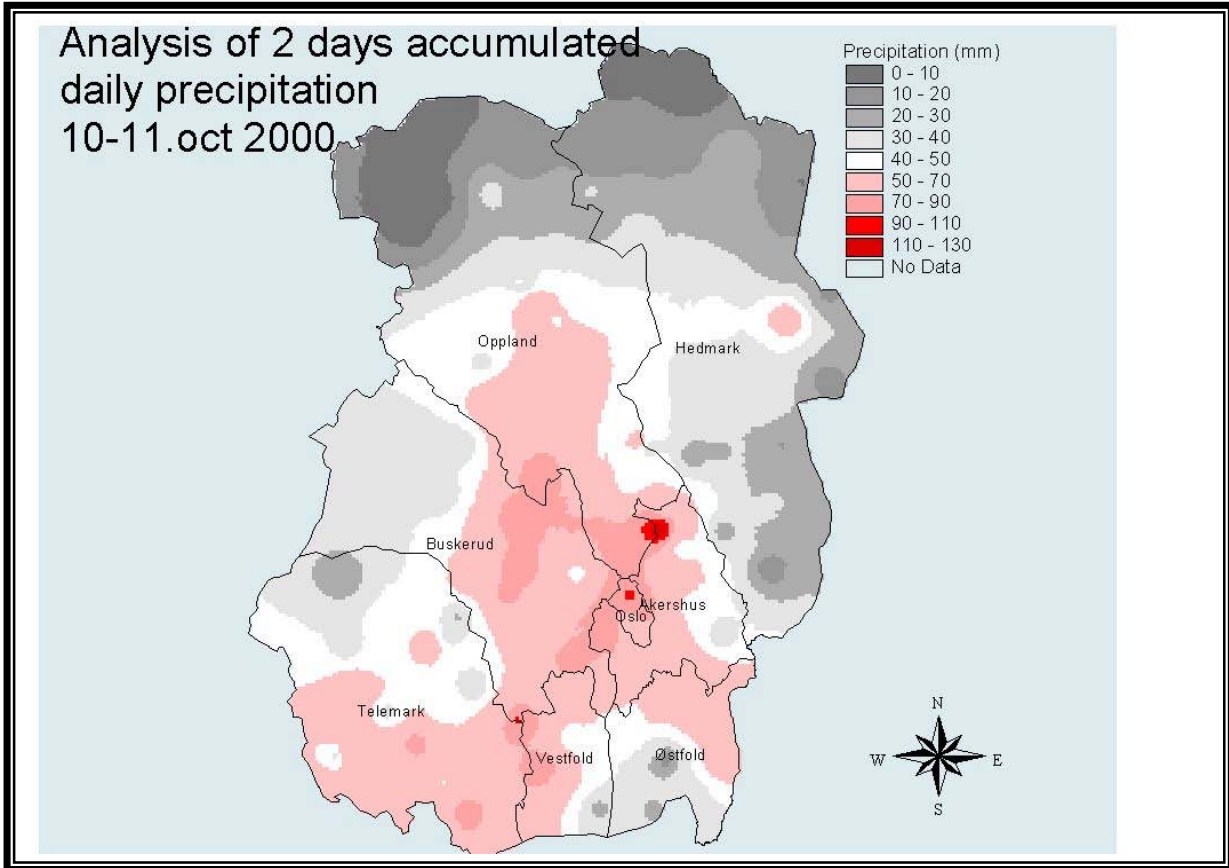 Analysis of 2 days accumulated
daily precipitation
10-11.oct 2000
Precipitation (mm)
0 - 10
10 - 20
20 - 30
30 - 40
40 - 50
50 - 70
70 - 90
90 - 110
110 - 130
No Data
Oppland
Hedmark
Buskerud
Akershus
Oslo
Telemark
Vestfold
Østfold
N
W
E
S